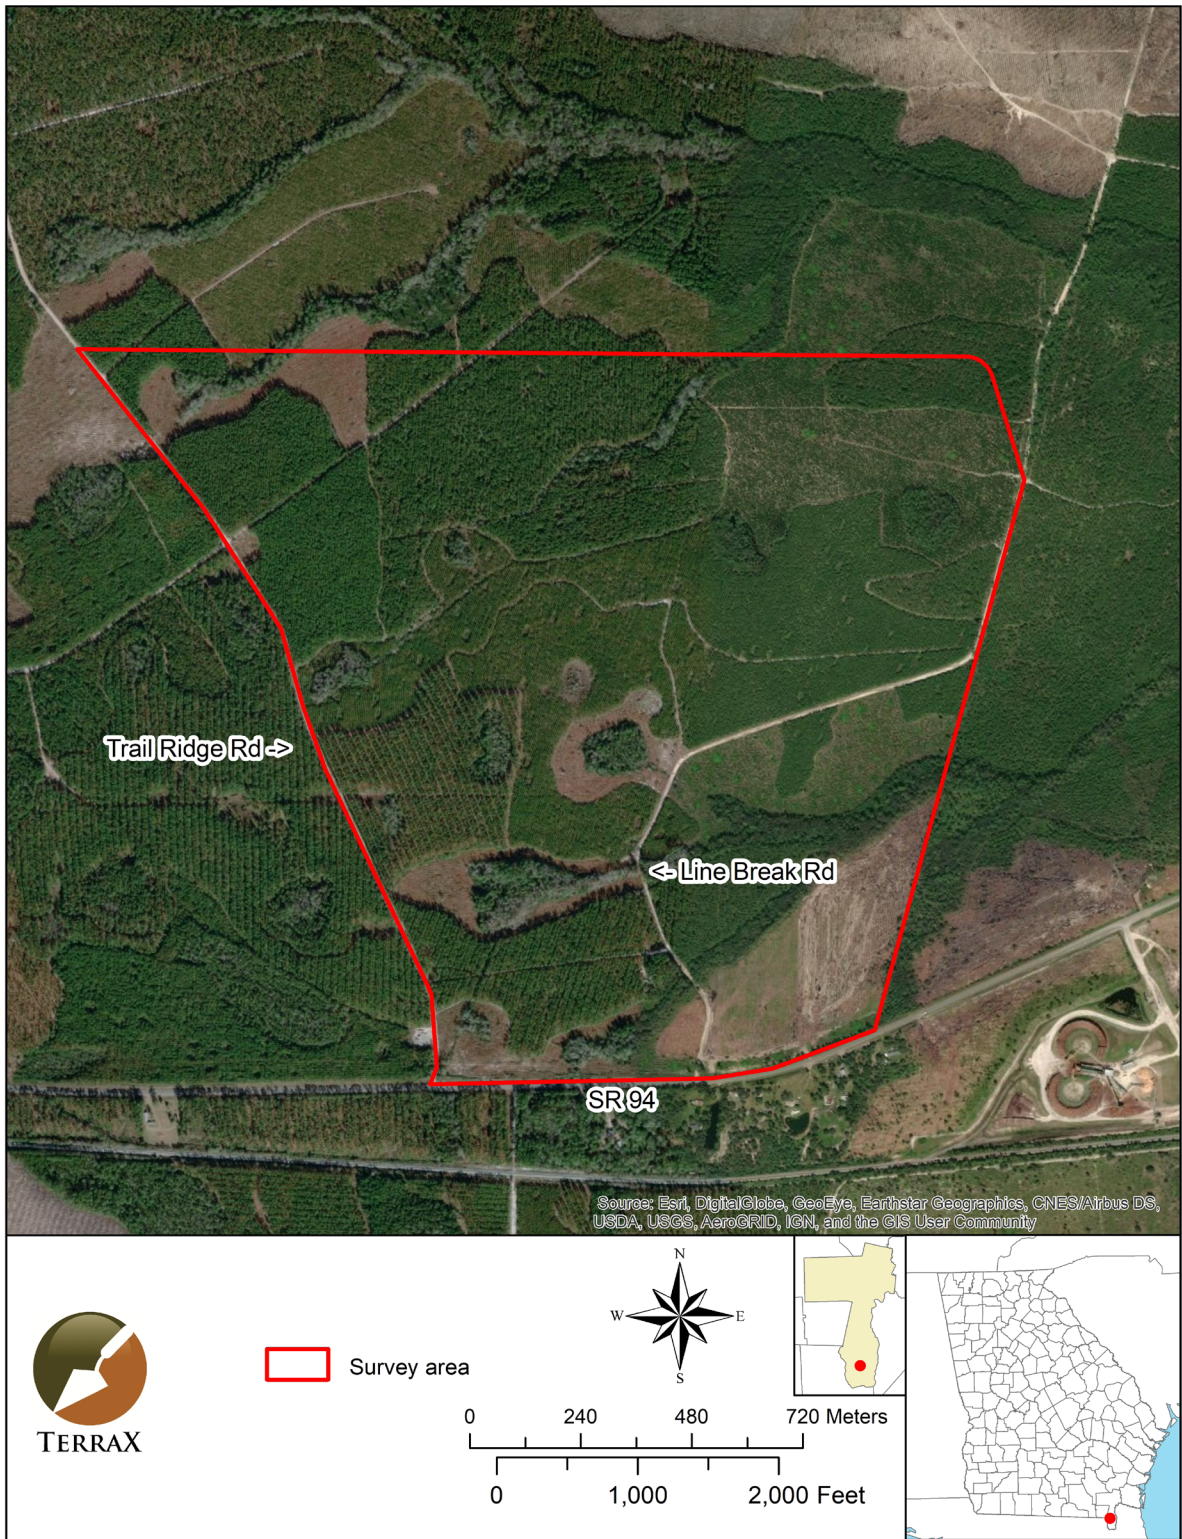 Trail Ridge Rd ->
<- Line Break Rd
SR 94
Source: Esri, DigitalGlobe, GeoEye, Earthstar Geographics, CNES/Airbus DS,
USDA, USGS, AeroGRID, IGN, and the GIS User Community
N
W E
S
Survey area
TERRAX
0 240 480 720 Meters
0 1,000 2,000 Feet